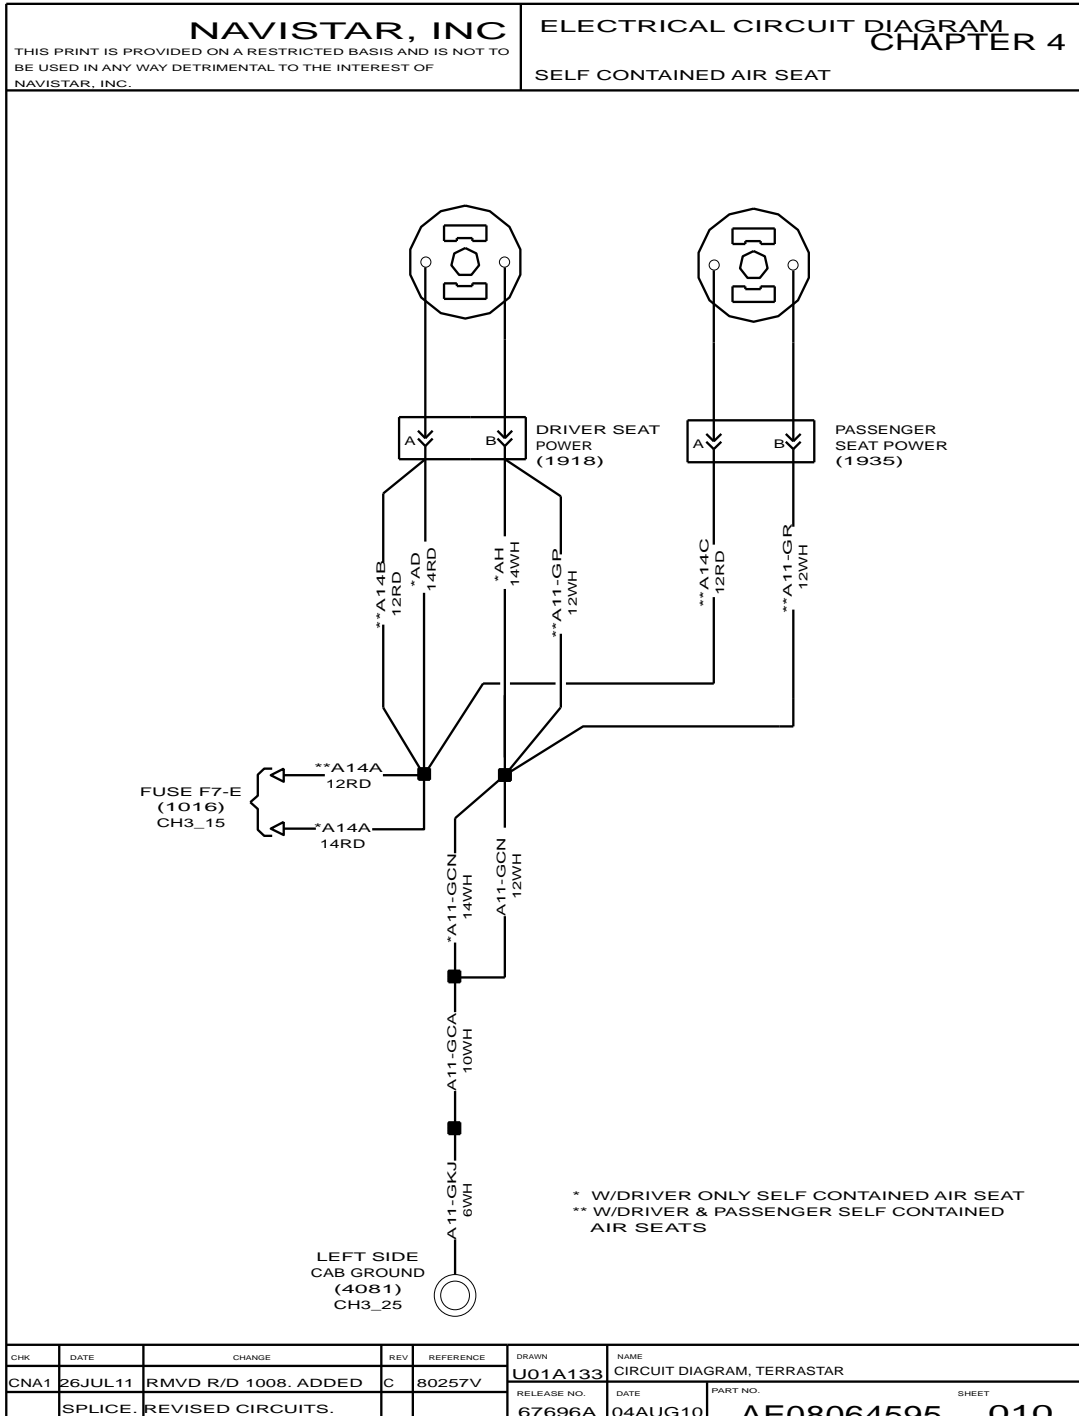 NAVISTAR, INC
THIS PRINT IS PROVIDED ON A RESTRICTED BASIS AND IS NOT TO
BE USED IN ANY WAY DETRIMENTAL TO THE INTEREST OF
NAVISTAR, INC.
ELECTRICAL CIRCUIT DIAGRAM
CHAPTER 4
SELF CONTAINED AIR SEAT
A
B
DRIVER SEAT
POWER
(1918)
A
B
PASSENGER
SEAT POWER
(1935)
**A14B
12RD
*AD
14RD
*AH
14WH
**A11-GP
12WH
**A14C
12RD
**A11-GR
12WH
**A14A
12RD
FUSE F7-E
(1016)
CH3_15
*A14A
14RD
*A11-GCN
14WH
A11-GCN
12WH
A11-GCA
10WH
A11-GKJ
6WH
* W/DRIVER ONLY SELF CONTAINED AIR SEAT
** W/DRIVER & PASSENGER SELF CONTAINED
AIR SEATS
LEFT SIDE
CAB GROUND
(4081)
CH3_25
CHK DATE CHANGE REV REFERENCE
CNA1 26JUL11 RMVD R/D 1008. ADDED C 80257V
SPLICE. REVISED CIRCUITS.
DRAWN
U01A133
NAME
CIRCUIT DIAGRAM, TERRASTAR
RELEASE NO.
67696A
DATE
04AUG10
PART NO.
AE08064595
SHEET
010